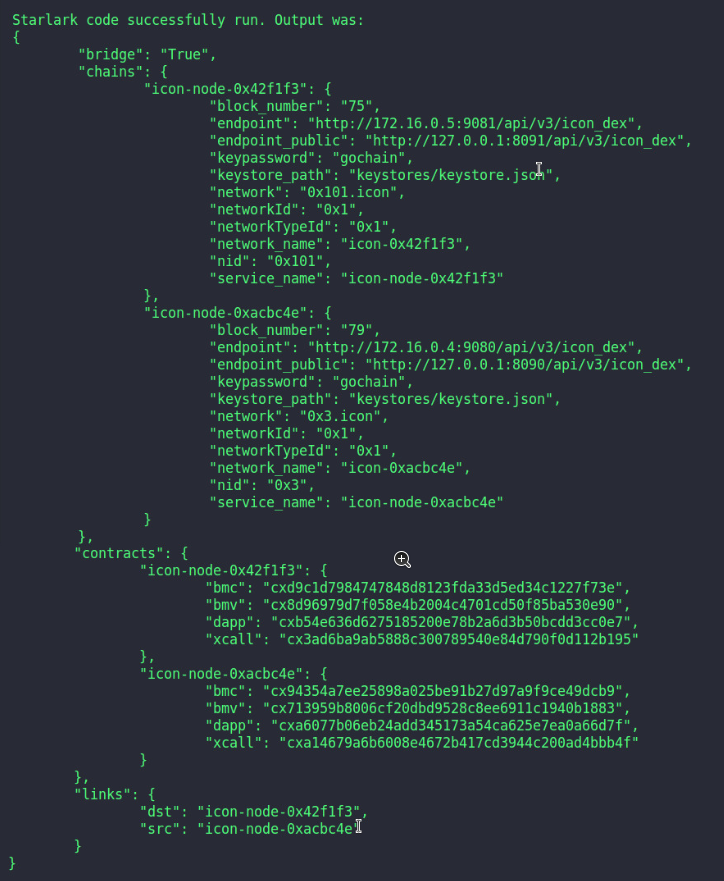 Starlark code successfully run. Output was:
{
"bridge": "True",
"chains": {
"icon-node-0x42f1f3": {
"block_number": "75",
"endpoint": "http://172.16.0.5:9081/api/v3/icon_dex",
"endpoint_public": "http://127.0.0.1:8091/api/v3/icon_dex",
"keypassword": "gochain",
"keystore_path": "keystores/keystore.json",
"network": "0x101.icon",
"networkId": "0x1",
"networkTypeId": "0x1",
"network_name": "icon-0x42f1f3",
"nid": "0x101",
"service_name": "icon-node-0x42f1f3"
},
"icon-node-0xacbc4e": {
"block_number": "79",
"endpoint": "http://172.16.0.4:9080/api/v3/icon_dex",
"endpoint_public": "http://127.0.0.1:8090/api/v3/icon_dex",
"keypassword": "gochain",
"keystore_path": "keystores/keystore.json",
"network": "0x3.icon",
"networkId": "0x1",
"networkTypeId": "0x1",
"network_name": "icon-0xacbc4e",
"nid": "0x3",
"service_name": "icon-node-0xacbc4e"
}
},
"contracts": {
"icon-node-0x42f1f3": {
"bmc": "cxd9c1d7984747848d8123fda33d5ed34c1227f73e",
"bmv": "cx8d96979d7f058e4b2004c4701cd50f85ba530e90",
"dapp": "cxb54e636d6275185200e78b2a6d3b50bcdd3cc0e7",
"xcall": "cx3ad6ba9ab5888c300789540e84d790f0d112b195"
},
"icon-node-0xacbc4e": {
"bmc": "cx94354a7ee25898a025be91b27d97a9f9ce49dcb9",
"bmv": "cx713959b8006cf20dbd9528c8ee6911c1940b1883",
"dapp": "cxa6077b06eb24add345173a54ca625e7ea0a66d7f",
"xcall": "cxa14679a6b6008e4672b417cd3944c200ad4bbb4f"
}
},
"links": {
"dst": "icon-node-0x42f1f3",
"src": "icon-node-0xacbc4e"
}
}